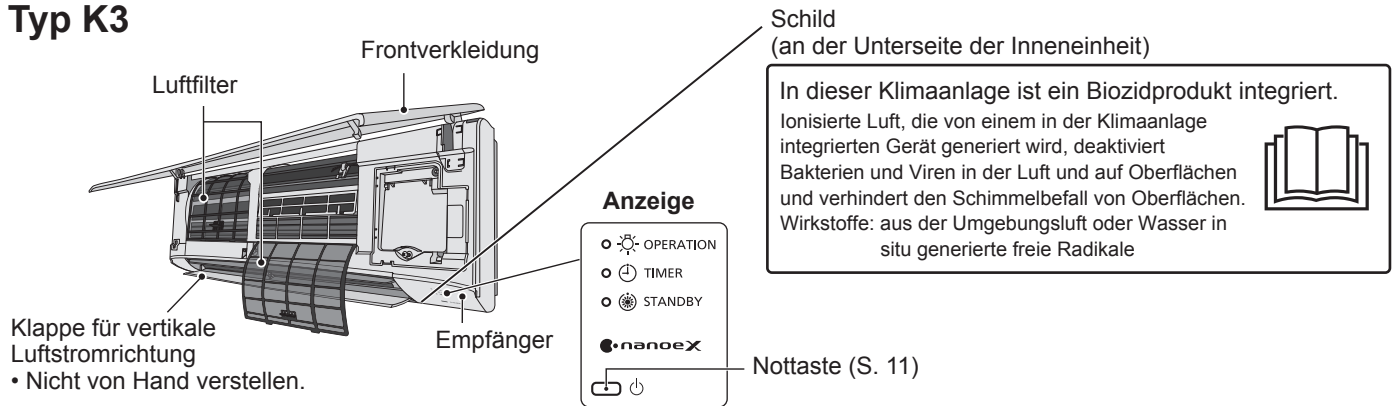 Typ K3
Frontverkleidung
Luftfilter
Schild
(an der Unterseite der Inneneinheit)
In dieser Klimaanlage ist ein Biozidprodukt integriert.
Ionisierte Luft, die von einem in der Klimaanlage
integrierten Gerät generiert wird, deaktiviert
Bakterien und Viren in der Luft und auf Oberflächen
und verhindert den Schimmelbefall von Oberflächen.
Wirkstoffe: aus der Umgebungsluft oder Wasser in
situ generierte freie Radikale
Anzeige
OPERATION
TIMER
STANDBY
nanoeX
Klappe für vertikale
Luftstromrichtung
• Nicht von Hand verstellen.
Empfänger
Nottaste (S. 11)